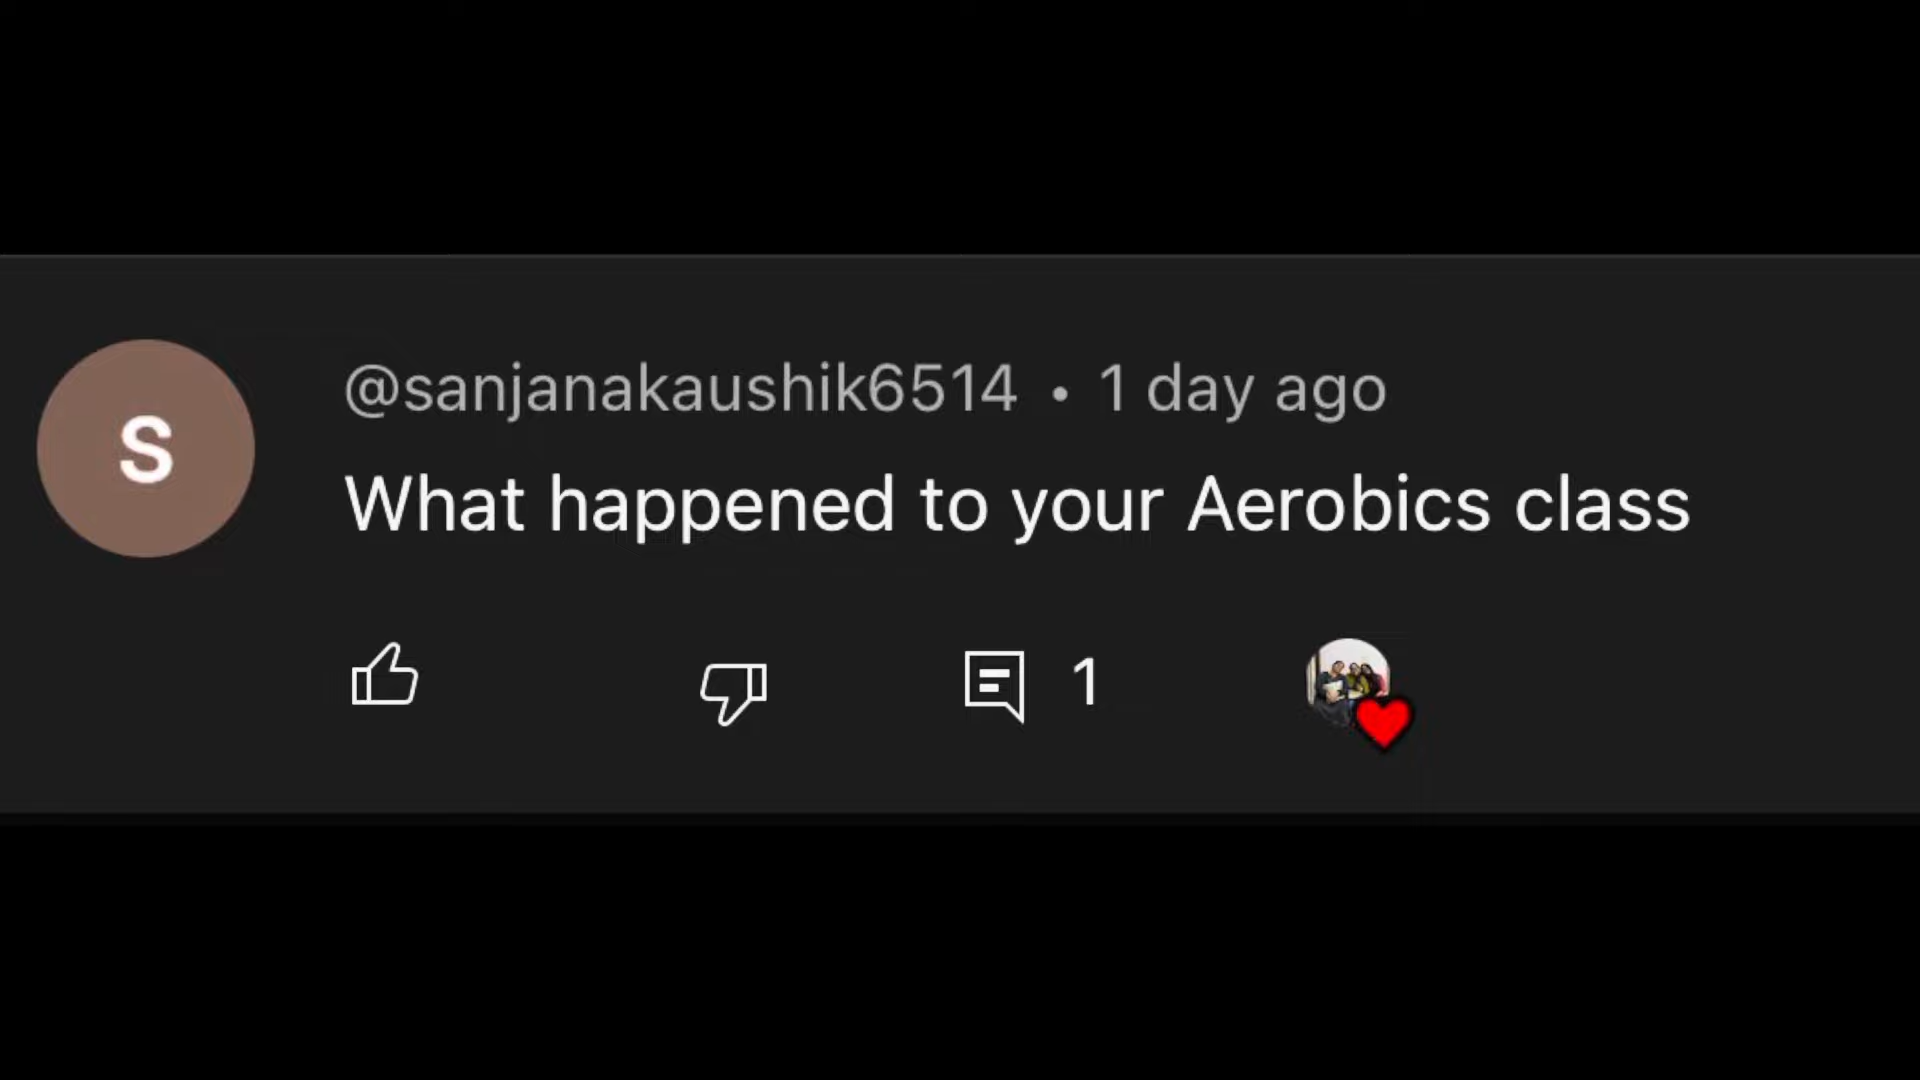 S
@sanjanakaushik6514 • 1 day ago
What happened to your Aerobics class
1